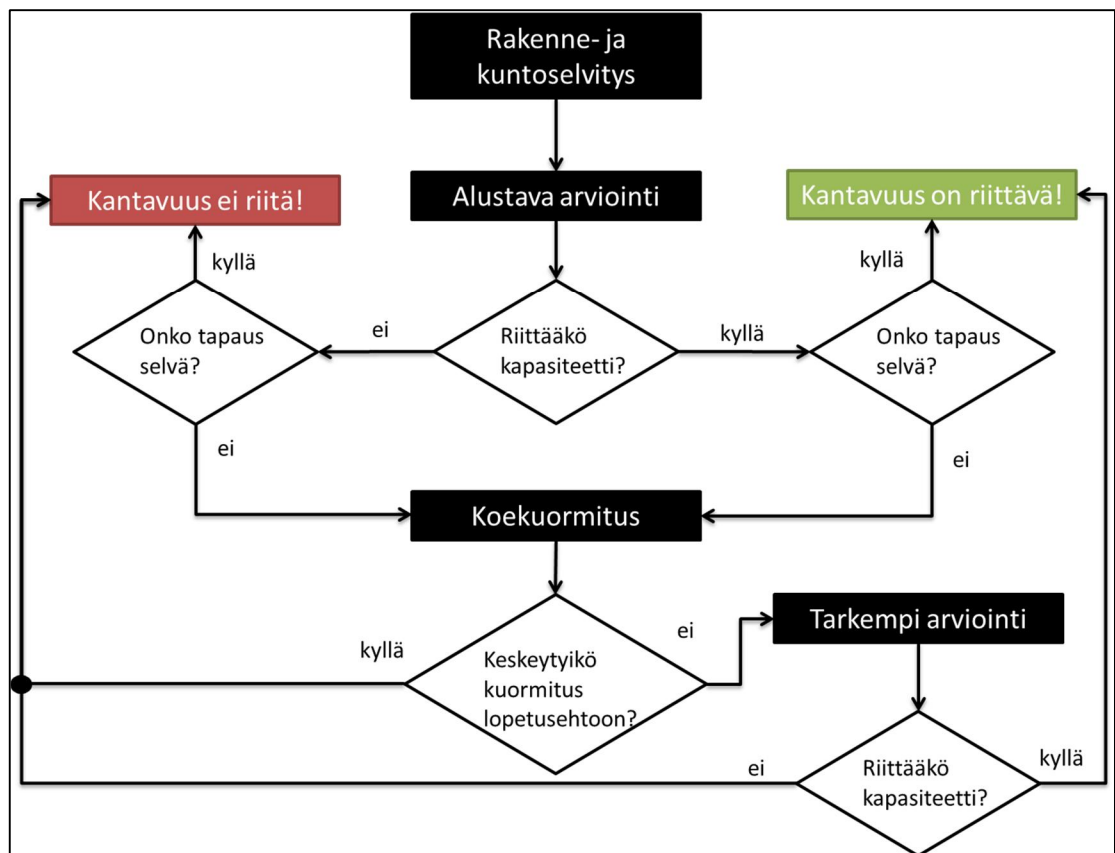 Rakenne- ja
kuntoselvitys
Kantavuus ei riitä!
Alustava arviointi
Kantavuus on riittävä!
kyllä
kyllä
Onko tapaus
selvä?
ei
Riittääkö
kapasiteetti?
kyllä
Onko tapaus
selvä?
ei
ei
Koekuormitus
kyllä
Keskeytyikö
kuormitus
lopetusehtoon?
ei
Tarkempi arviointi
ei
Riittääkö
kapasiteetti?
kyllä